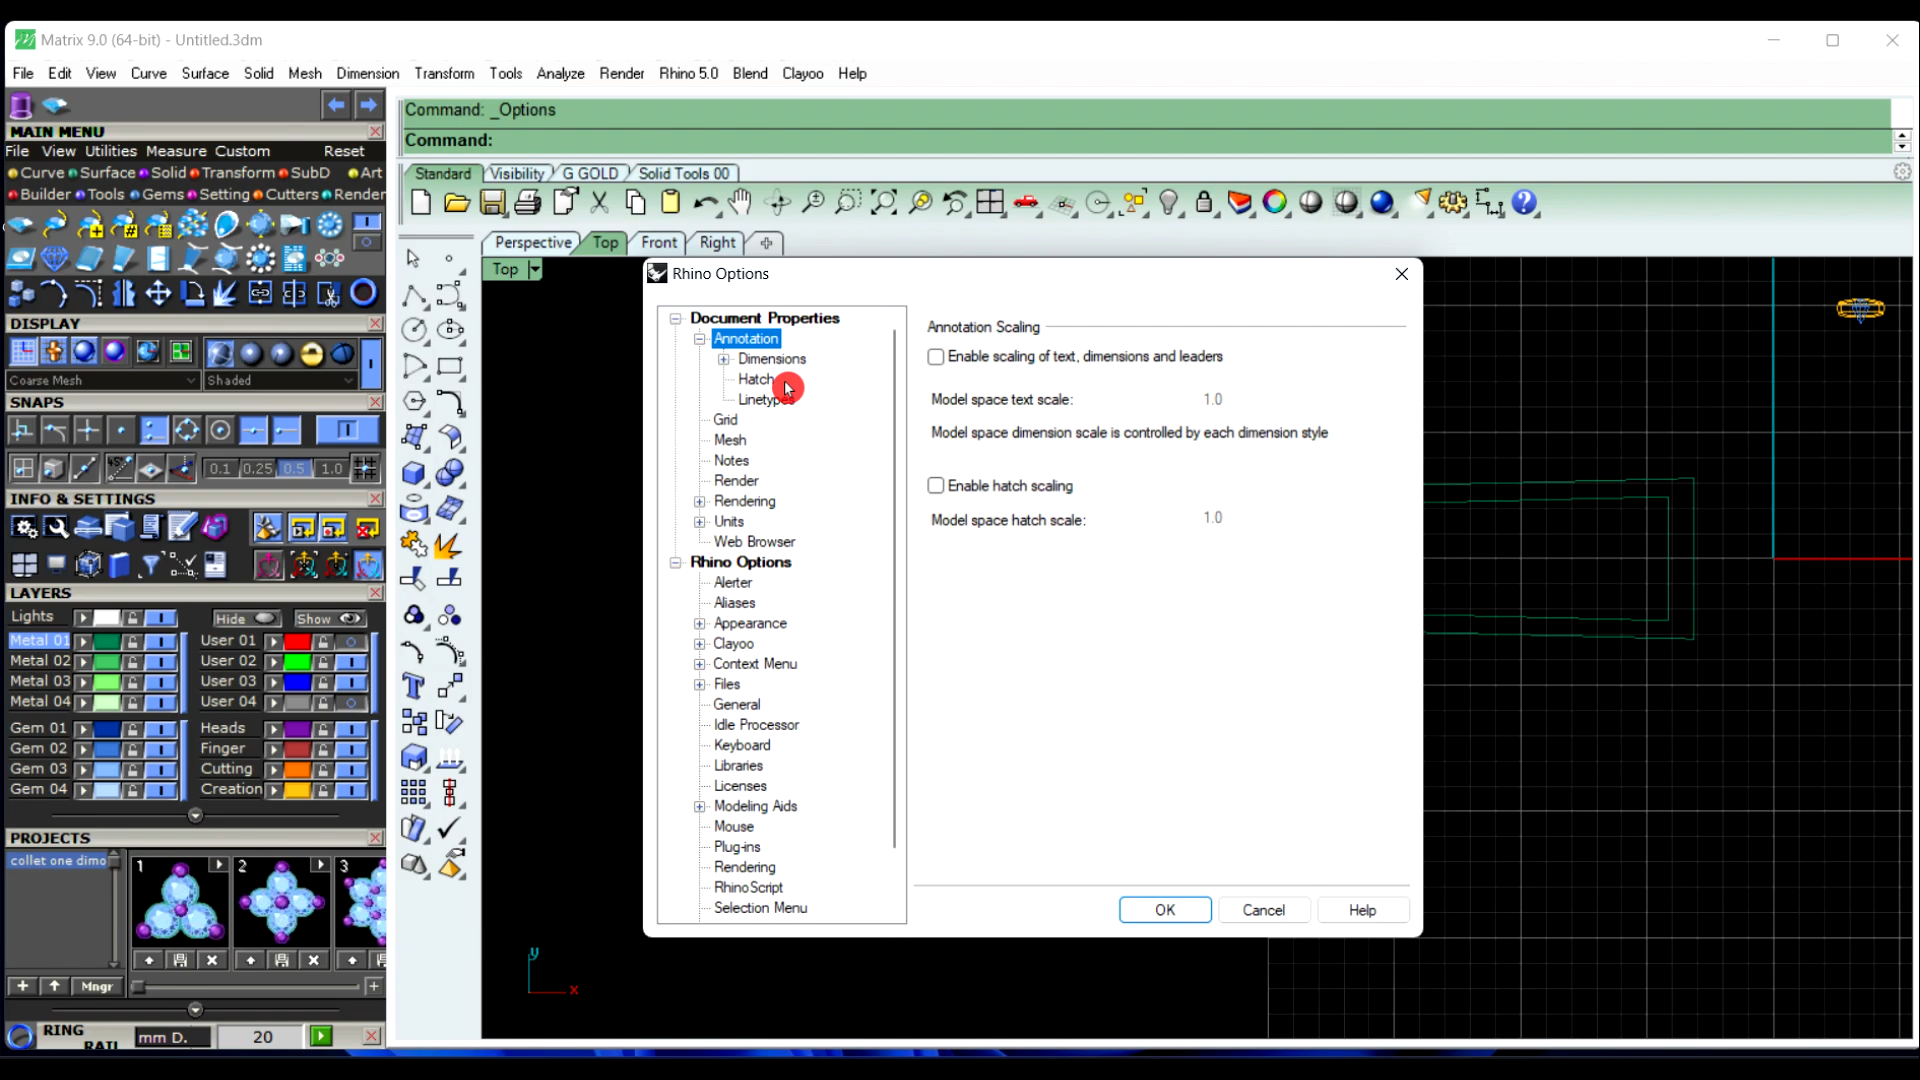 Matrix 9.0 (64-bit) - Untitled.3dm
File Edit View Curve Surface Solid Mesh Dimension Transform Tools Analyze Render Rhino 5.0 Blend Clayoo Help
MAIN MENU
File View Utilities Measure Custom Reset
Curve Surface Solid Transform SubD Art
Builder Tools Gems Setting Cutters Render
DISPLAY
Coarse Mesh Shaded
SNAPS
0.1 0.25 0.5 1.0
INFO & SETTINGS
LAYERS
Lights Hide Show
Metal 01 User 01
Metal 02 User 02
Metal 03 User 03
Metal 04 User 04
Gem 01 Heads
Gem 02 Finger
Gem 03 Cutting
Gem 04 Creation
PROJECTS
collet one dimo
1 2 3
Mngr
RING
RAIL
mm D. 20
Command: _Options
Command:
Standard Visibility G GOLD Solid Tools 00
Perspective Top Front Right
Top
Rhino Options
Document Properties
Annotation
Dimensions
Hatch
Linetypes
Grid
Mesh
Notes
Render
Rendering
Units
Web Browser
Rhino Options
Alerter
Aliases
Appearance
Clayoo
Context Menu
Files
General
Idle Processor
Keyboard
Libraries
Licenses
Modeling Aids
Mouse
Plug-ins
Rendering
RhinoScript
Selection Menu
Annotation Scaling
Enable scaling of text, dimensions and leaders
Model space text scale: 1.0
Model space dimension scale is controlled by each dimension style
Enable hatch scaling
Model space hatch scale: 1.0
OK Cancel Help
y
x